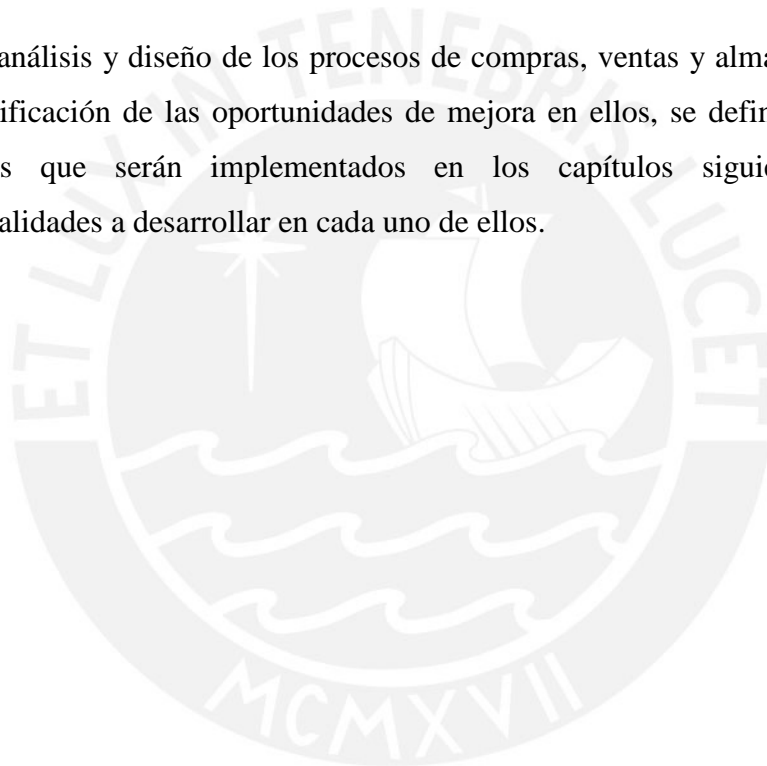 análisis y diseño de los procesos de compras, ventas y alma
ificación de las oportunidades de mejora en ellos, se defin
s que serán implementados en los capítulos sigui
alidades a desarrollar en cada uno de ellos.
ET LUX IN TENEBRIS LUCET
MCMXVII